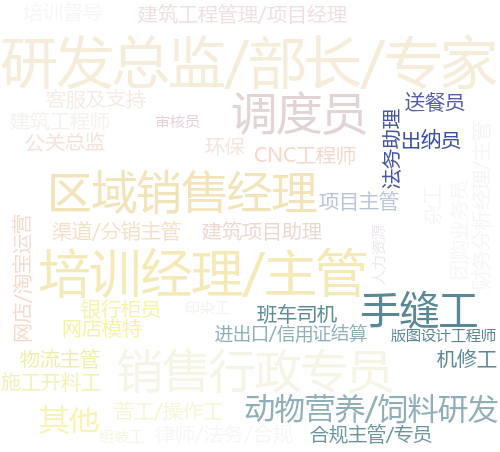 培训督导
建筑工程管理/项目经理
研发总监/部长/专家
客服及支持
调度员
送餐员
建筑工程师
审核员
法务助理
出纳员
公关总监
环保
CNC工程师
区域销售经理
项目主管
杂工
团购业务员
财务分析经理/主管
网店/淘宝运营
渠道/分销主管
建筑项目助理
人力资源
培训经理/主管
银行柜员
印染工
班车司机
手缝工
网店模特
进出口/信用证结算
版图设计工程师
物流主管
销售行政专员
机修工
施工开料工
其他
普工/操作工
动物营养/饲料研发
组装工
律师/法务/合规
合规主管/专员